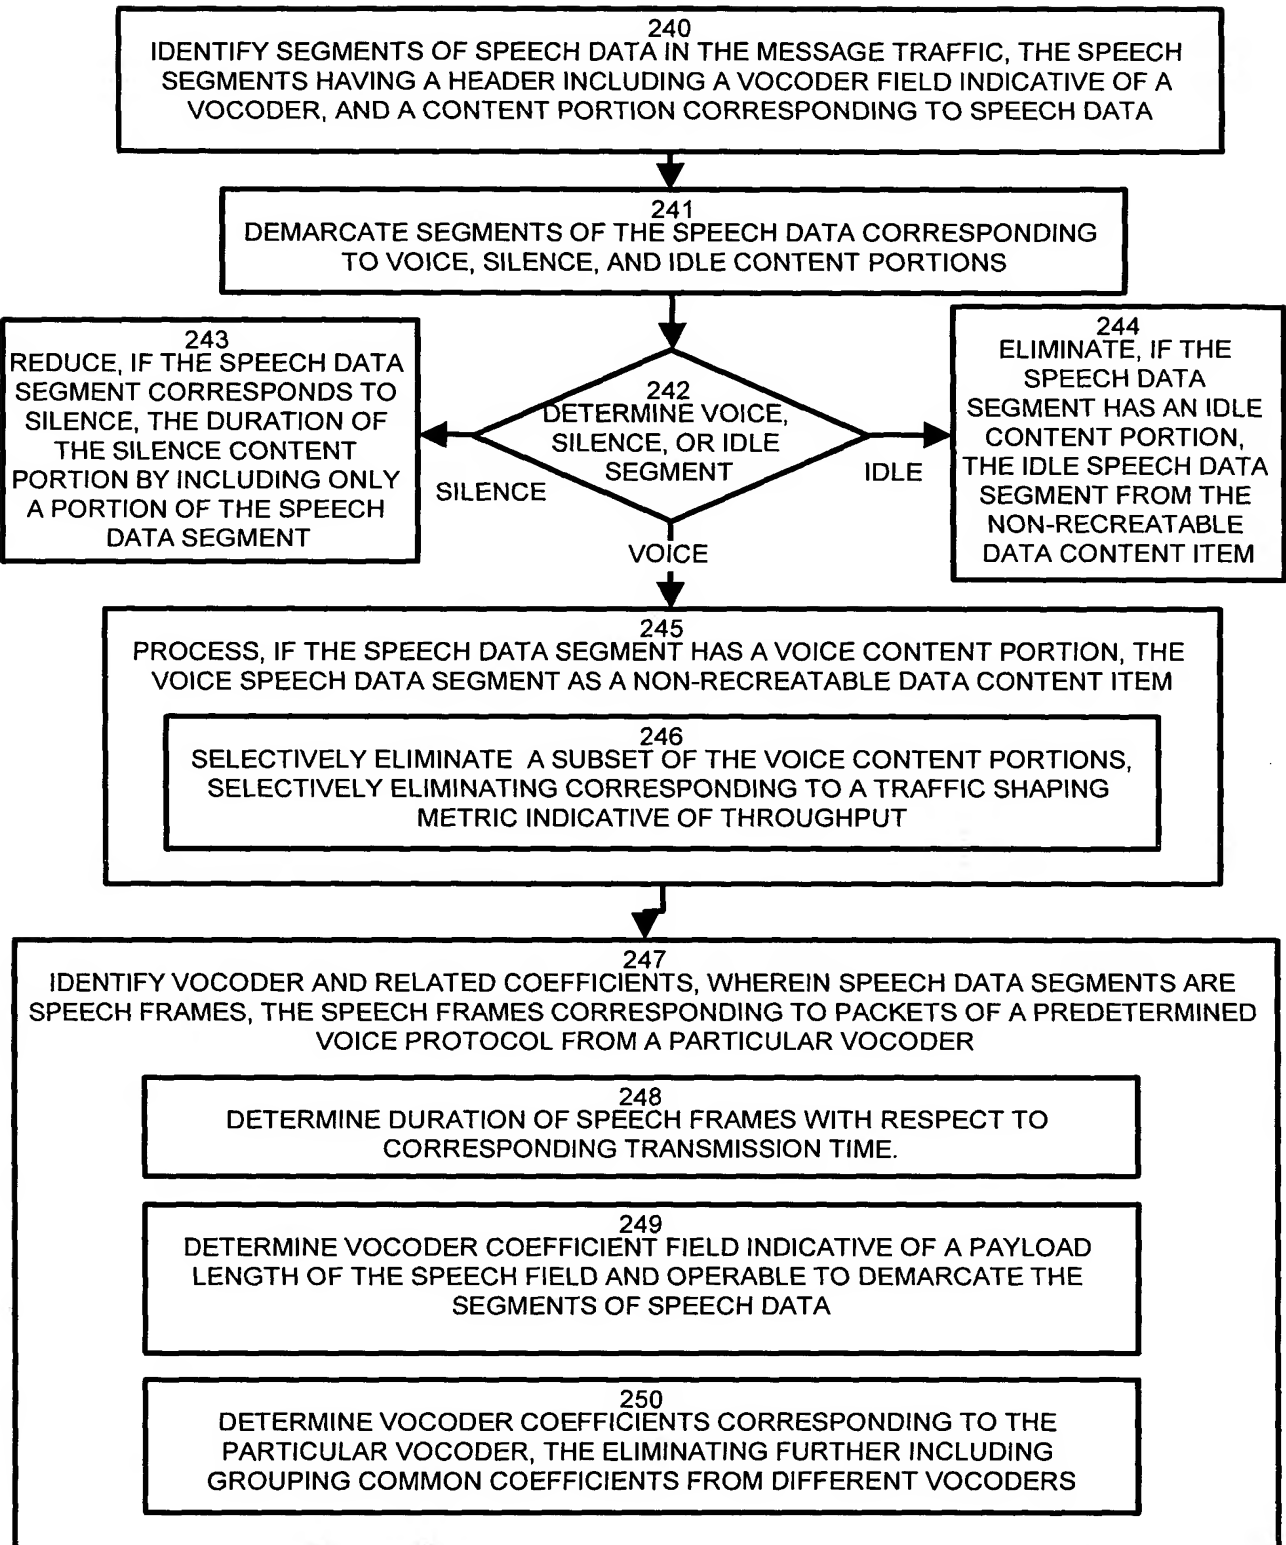 240
IDENTIFY SEGMENTS OF SPEECH DATA IN THE MESSAGE TRAFFIC, THE SPEECH
SEGMENTS HAVING A HEADER INCLUDING A VOCODER FIELD INDICATIVE OF A
VOCODER, AND A CONTENT PORTION CORRESPONDING TO SPEECH DATA
241
DEMARCATE SEGMENTS OF THE SPEECH DATA CORRESPONDING
TO VOICE, SILENCE, AND IDLE CONTENT PORTIONS
243
REDUCE, IF THE SPEECH DATA
SEGMENT CORRESPONDS TO
SILENCE, THE DURATION OF
THE SILENCE CONTENT
PORTION BY INCLUDING ONLY
A PORTION OF THE SPEECH
DATA SEGMENT
242
DETERMINE VOICE,
SILENCE, OR IDLE
SEGMENT
244
ELIMINATE, IF THE
SPEECH DATA
SEGMENT HAS AN IDLE
CONTENT PORTION,
THE IDLE SPEECH DATA
SEGMENT FROM THE
NON-RECREATABLE
DATA CONTENT ITEM
SILENCE
IDLE
VOICE
245
PROCESS, IF THE SPEECH DATA SEGMENT HAS A VOICE CONTENT PORTION, THE
VOICE SPEECH DATA SEGMENT AS A NON-RECREATABLE DATA CONTENT ITEM
246
SELECTIVELY ELIMINATE A SUBSET OF THE VOICE CONTENT PORTIONS,
SELECTIVELY ELIMINATING CORRESPONDING TO A TRAFFIC SHAPING
METRIC INDICATIVE OF THROUGHPUT
247
IDENTIFY VOCODER AND RELATED COEFFICIENTS, WHEREIN SPEECH DATA SEGMENTS ARE
SPEECH FRAMES, THE SPEECH FRAMES CORRESPONDING TO PACKETS OF A PREDETERMINED
VOICE PROTOCOL FROM A PARTICULAR VOCODER
248
DETERMINE DURATION OF SPEECH FRAMES WITH RESPECT TO
CORRESPONDING TRANSMISSION TIME.
249
DETERMINE VOCODER COEFFICIENT FIELD INDICATIVE OF A PAYLOAD
LENGTH OF THE SPEECH FIELD AND OPERABLE TO DEMARCATE THE
SEGMENTS OF SPEECH DATA
250
DETERMINE VOCODER COEFFICIENTS CORRESPONDING TO THE
PARTICULAR VOCODER, THE ELIMINATING FURTHER INCLUDING
GROUPING COMMON COEFFICIENTS FROM DIFFERENT VOCODERS